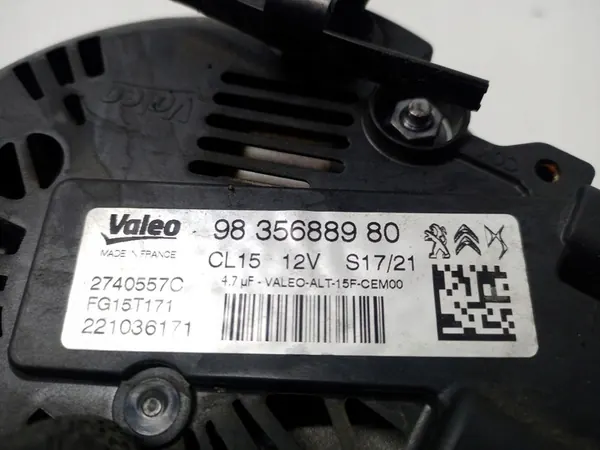 Valeo
Valeo 98 356889 80
MADE IN FRANCE CL15 12V S17/21
2740557C 4.7 µF - VALEO-ALT-15F-CEM00
FG15T171
221036171